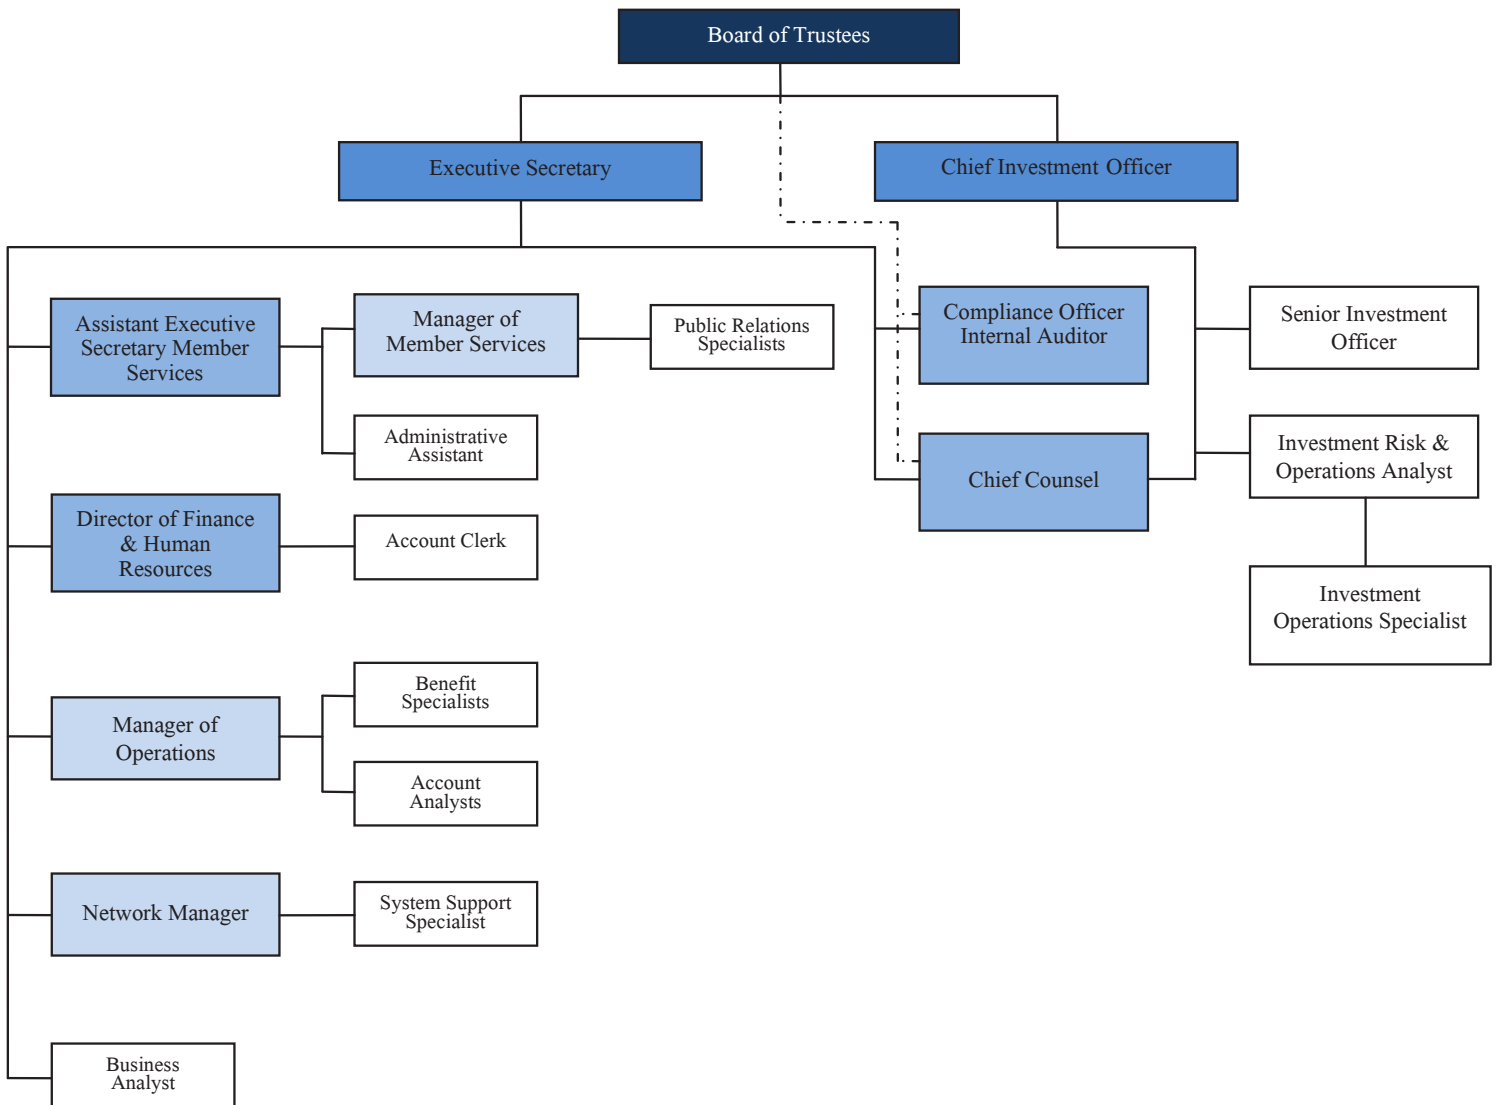 Board of Trustees
Executive Secretary
Chief Investment Officer
Assistant Executive
Secretary Member
Services
Manager of
Member Services
Public Relations
Specialists
Compliance Officer
Internal Auditor
Senior Investment
Officer
Administrative
Assistant
Chief Counsel
Investment Risk &
Operations Analyst
Director of Finance
& Human
Resources
Account Clerk
Investment
Operations Specialist
Manager of
Operations
Benefit
Specialists
Account
Analysts
Network Manager
System Support
Specialist
Business
Analyst